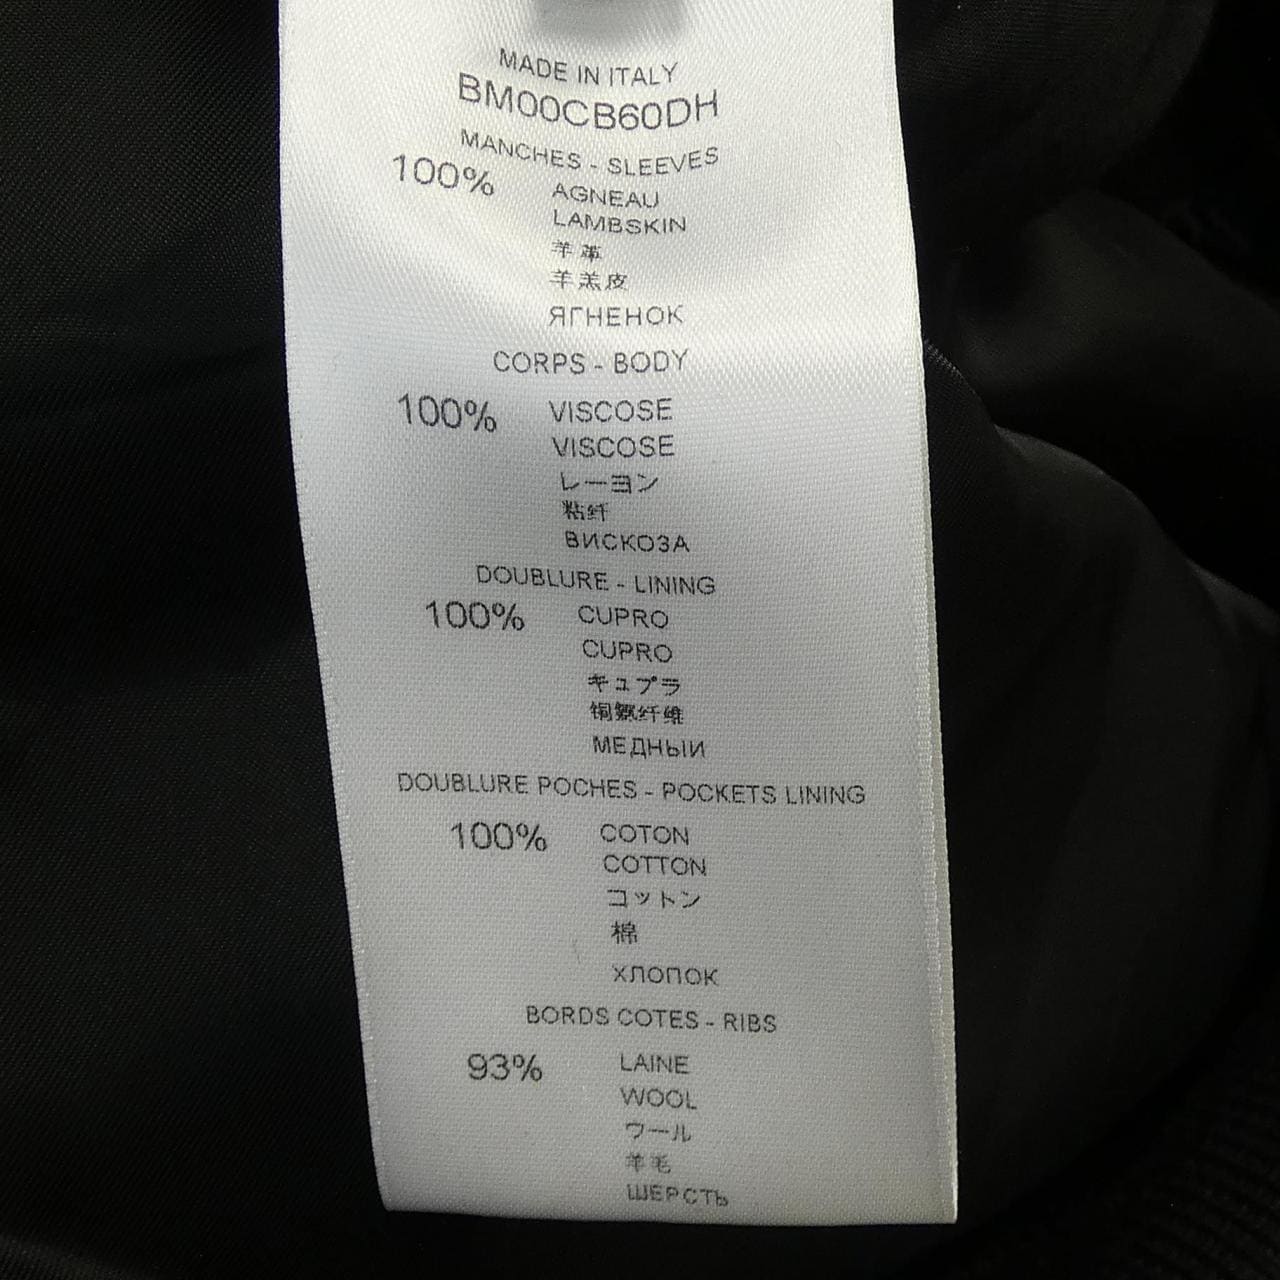 MADE IN ITALY
BM00CB60DH
MANCHES - SLEEVES
100% AGNEAU
LAMBSKIN
羊革
羊羔皮
ЯГНЕНОК
CORPS - BODY
100% VISCOSE
VISCOSE
レーヨン
粘纤
ВИСКОЗА
DOUBLURE - LINING
100% CUPRO
CUPRO
キュプラ
铜氨纤维
МЕДНЫИ
DOUBLURE POCHES - POCKETS LINING
100% COTON
COTTON
コットン
棉
ХЛОПОК
BORDS COTES - RIBS
93% LAINE
WOOL
ウール
羊毛
ШЕРСТЬ